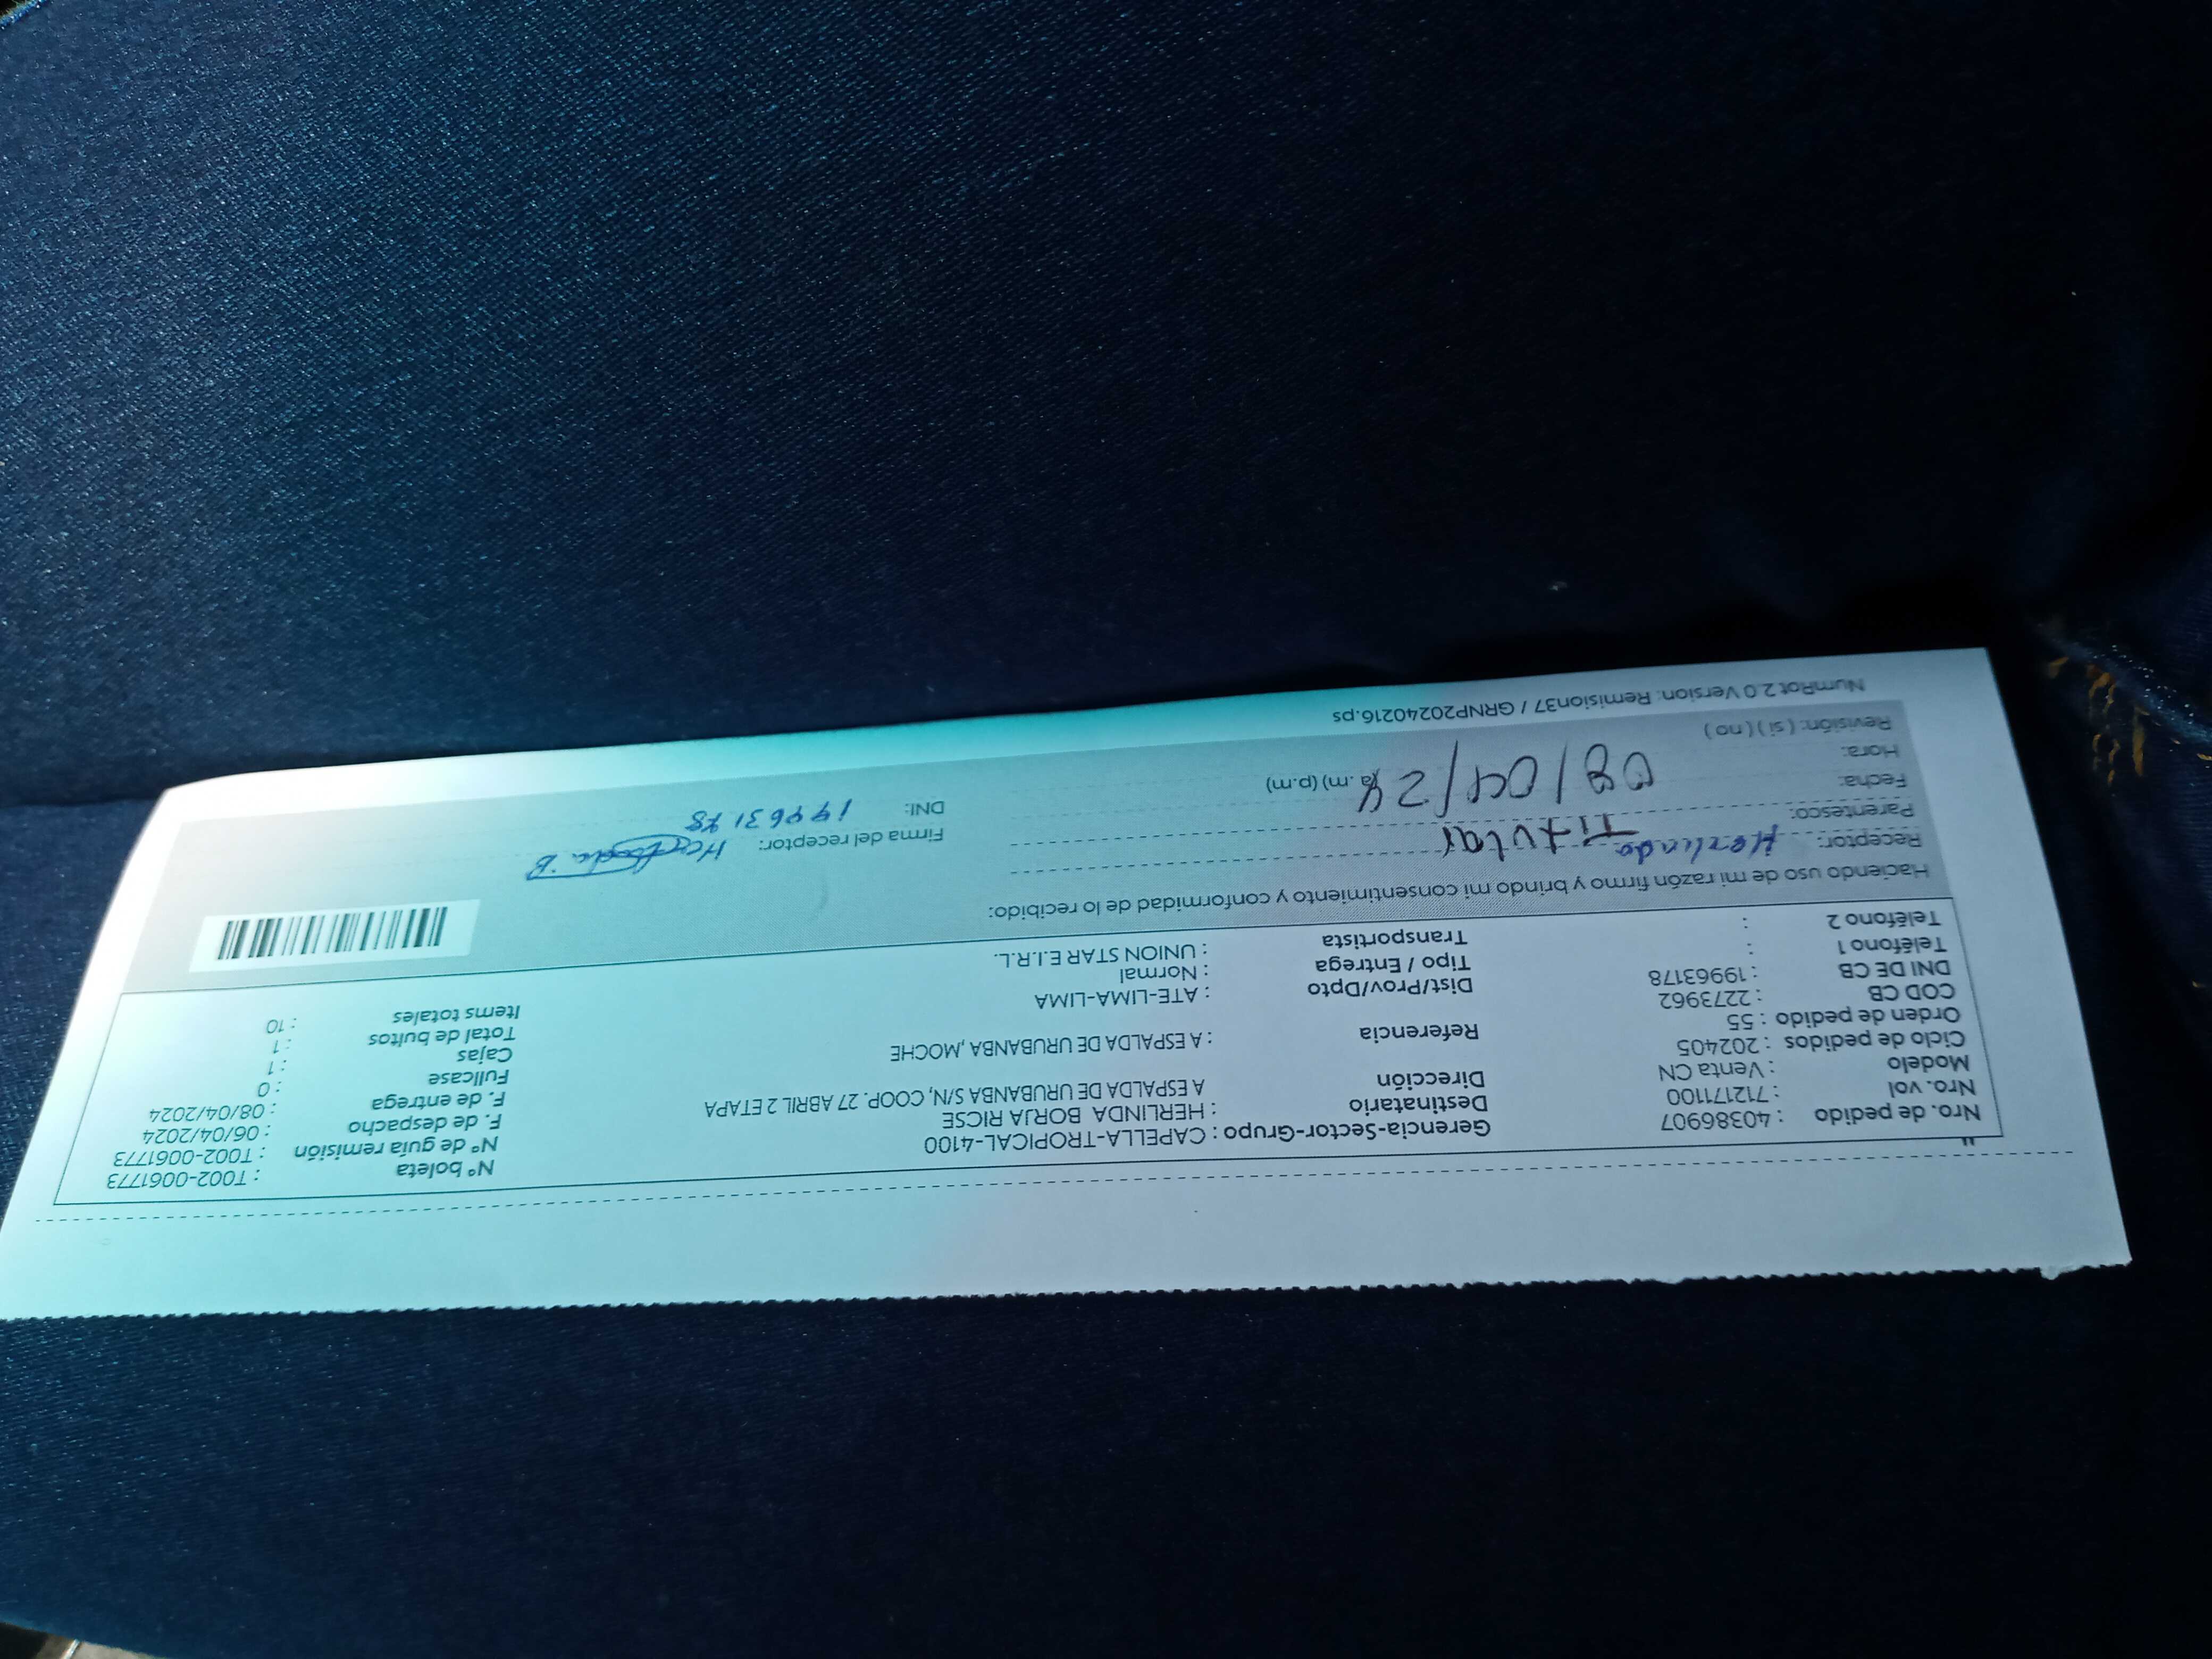 Nro. de pedido : 40386907 Gerencia-Sector-Grupo : CAPELLA-TROPICAL-4100 N° boleta : T002-0061773
Nro. vol : 712171100 Destinatario : HERLINDA BORJA RICSE N° de guía remisión : T002-0061773
Modelo : Venta CN Dirección A ESPALDA DE URUBANBA S/N, COOP. 27 ABRIL 2 ETAPA F. de despacho : 06/04/2024
Ciclo de pedidos : 202405 F. de entrega : 08/04/2024
Orden de pedido : 55 Referencia : A ESPALDA DE URUBANBA ,MOCHE Fullcase : 0
COD CB : 2273962 Cajas : 1
DNI DE CB : 19963178 Dist/Prov/Dpto : ATE-LIMA-LIMA Total de bultos : 1
Teléfono 1 : Tipo / Entrega : Normal Items totales : 10
Teléfono 2 : Transportista : UNION STAR E.I.R.L.
Haciendo uso de mi razón firmo y brindo mi consentimiento y conformidad de lo recibido:
Receptor: Herlinda Firma del receptor:
Parentesco: Titular DNI: 19963178
Fecha: 08/04/24
Hora: (a.m) (p.m)
Revisión: ( sí ) ( no )
NumRot 2.0 Version: Remision37 / GRNP20240216.ps